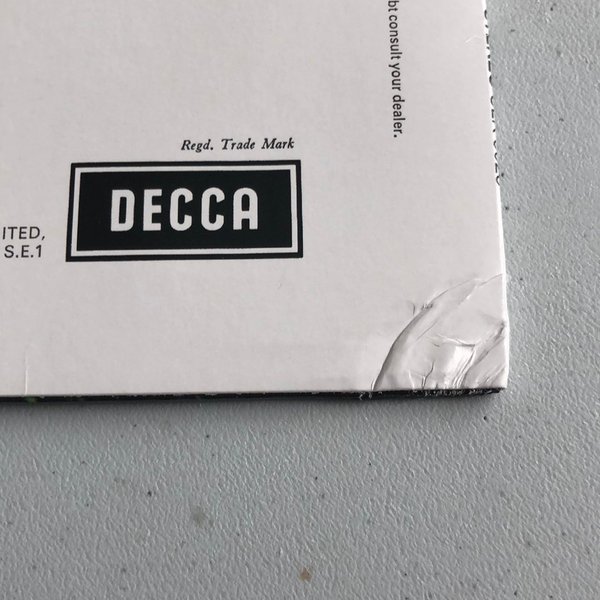 bt consult your dealer.
Regd. Trade Mark
DECCA
ITED,
S.E.1